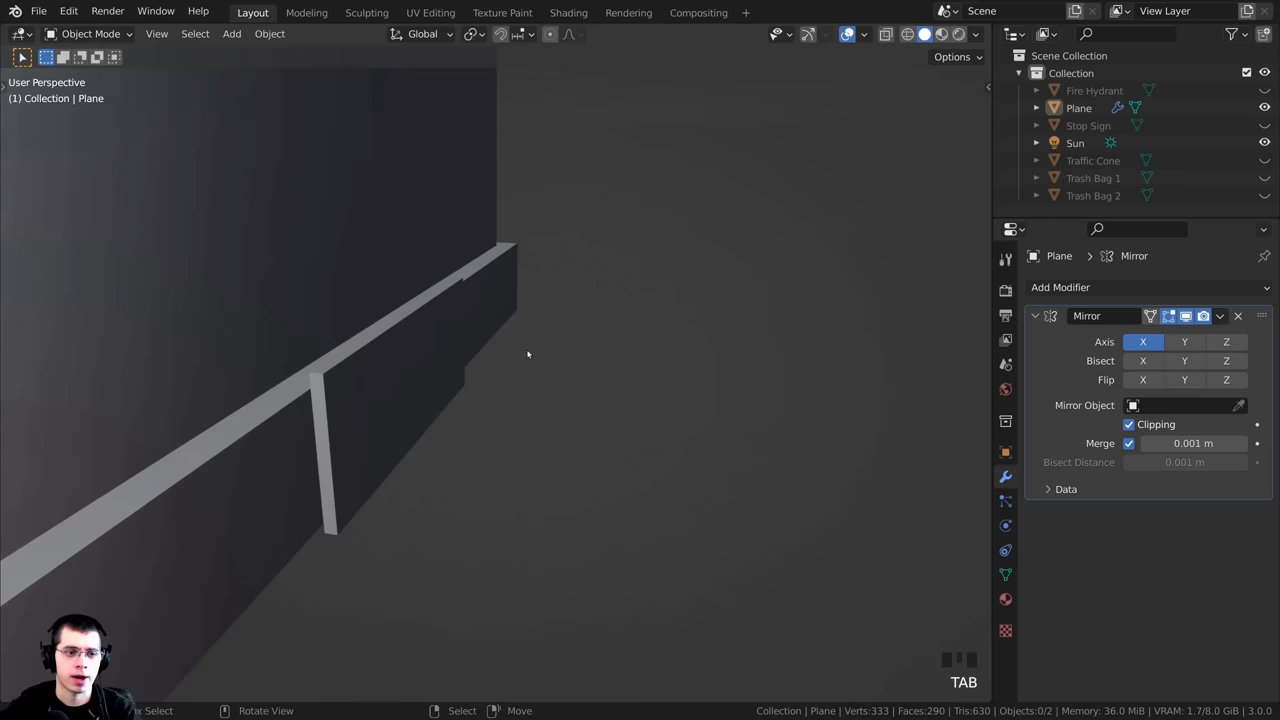 File Edit Render Window Help Layout Modeling Sculpting UV Editing Texture Paint Shading Rendering Compositing + Scene View Layer
Object Mode View Select Add Object Global
Options
User Perspective
(1) Collection | Plane
Scene Collection
Collection
Fire Hydrant
Plane
Stop Sign
Sun
Traffic Cone
Trash Bag 1
Trash Bag 2
Plane > Mirror
Add Modifier
Mirror
Axis X Y Z
Bisect X Y Z
Flip X Y Z
Mirror Object
Clipping
Merge 0.001 m
Bisect Distance 0.001 m
Data
TAB
Select Rotate View Select Move Collection | Plane | Verts:333 | Faces:290 | Tris:630 | Objects:0/2 | Memory: 36.0 MiB | VRAM: 1.7/8.0 GiB | 3.0.0